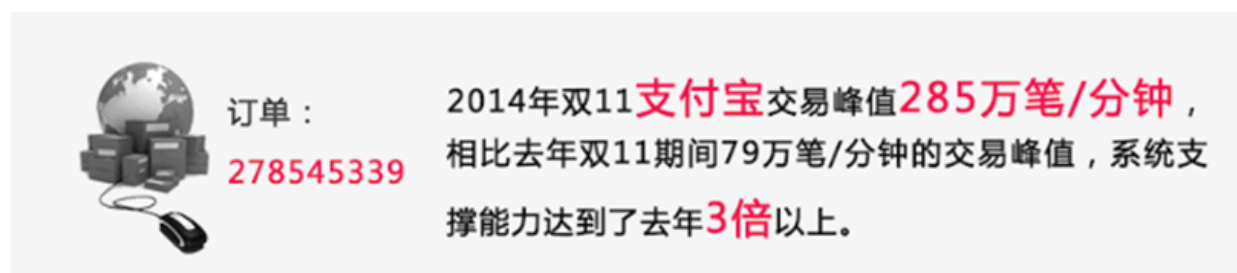 订单：
278545339
2014年双11支付宝交易峰值285万笔/分钟，
相比去年双11期间79万笔/分钟的交易峰值，系统支
撑能力达到了去年3倍以上。